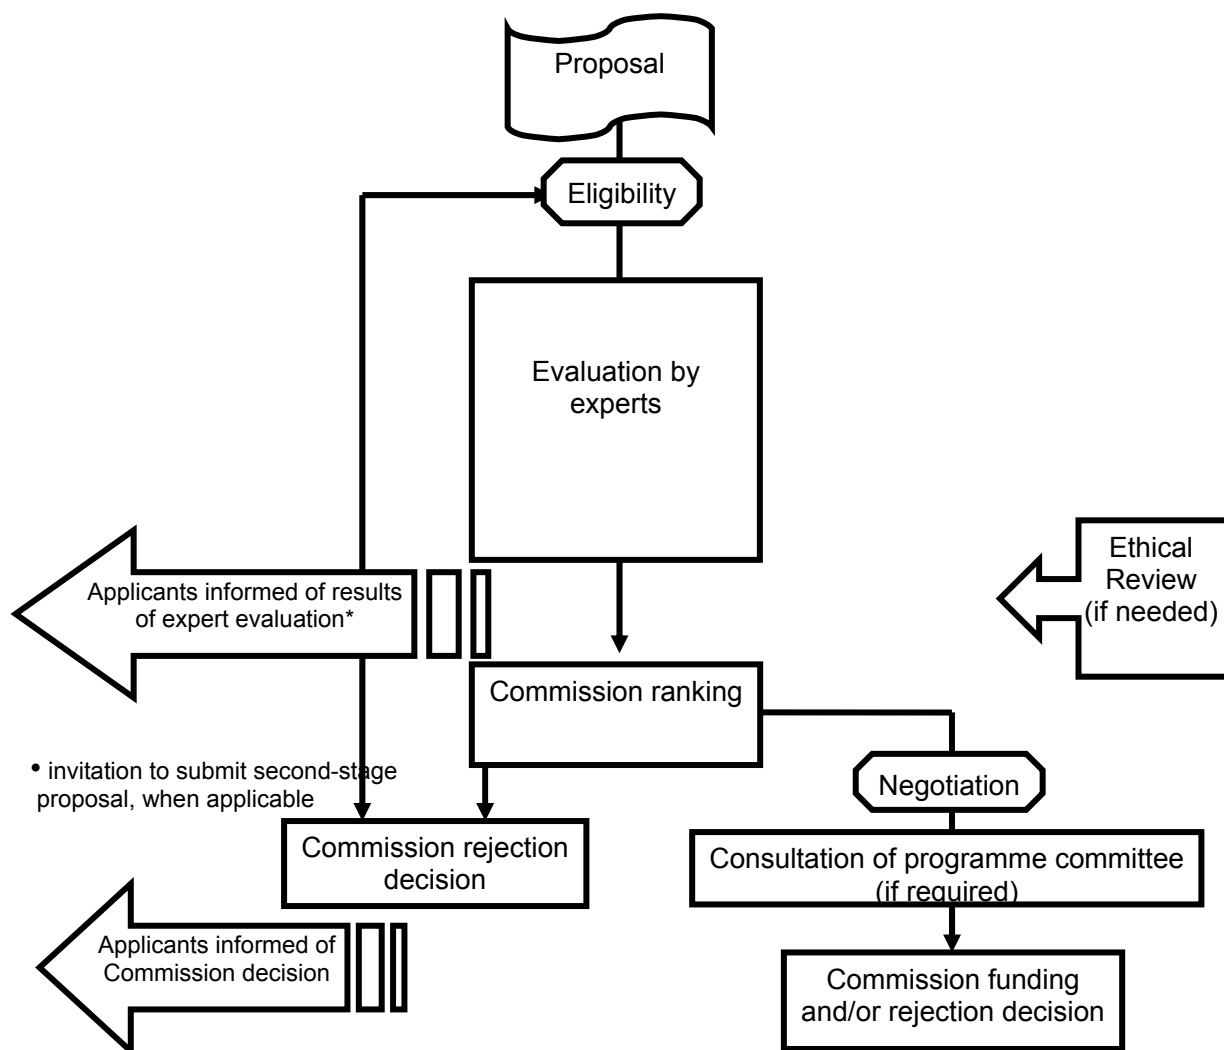 Proposal
Eligibility
Evaluation by
experts
Ethical
Review
(if needed)
Applicants informed of results
of expert evaluation*
Commission ranking
• invitation to submit second-stage
proposal, when applicable
Negotiation
Commission rejection
decision
Consultation of programme committee
(if required)
Applicants informed of
Commission decision
Commission funding
and/or rejection decision